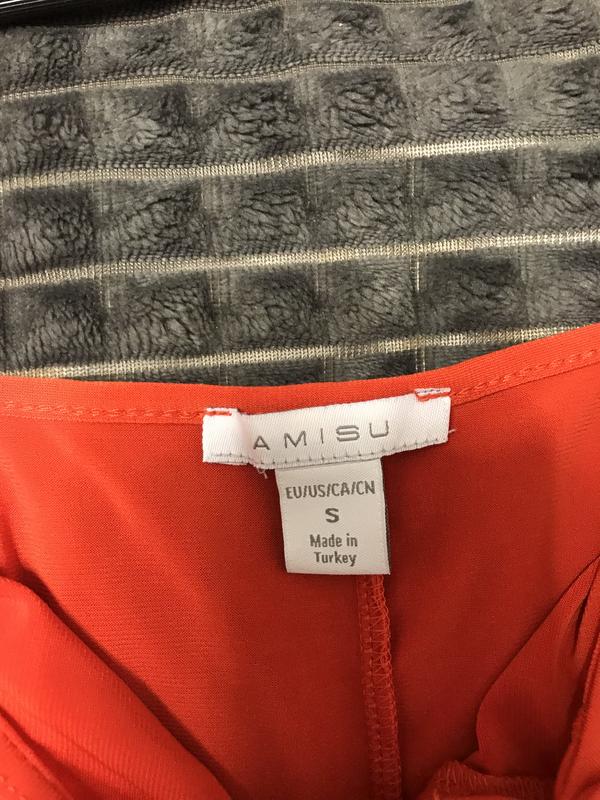 AMISU
EU/US/CA/CN
S
Made in
Turkey